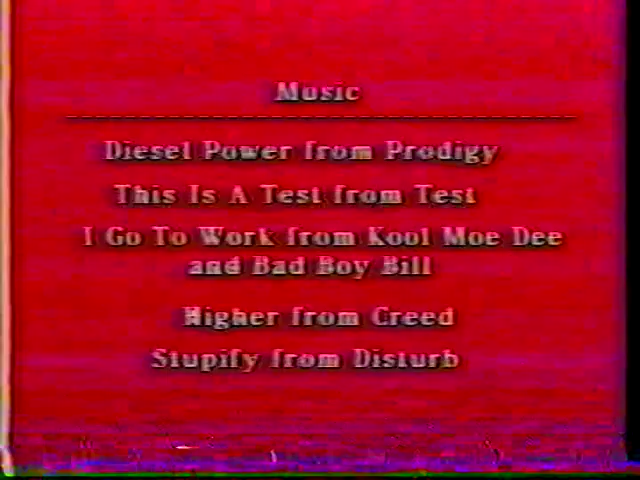 Music
Diesel Power from Prodigy
This Is A Test from Test
I Go To Work from Kool Moe Dee
and Bad Boy Bill
Higher from Creed
Stupify from Disturb